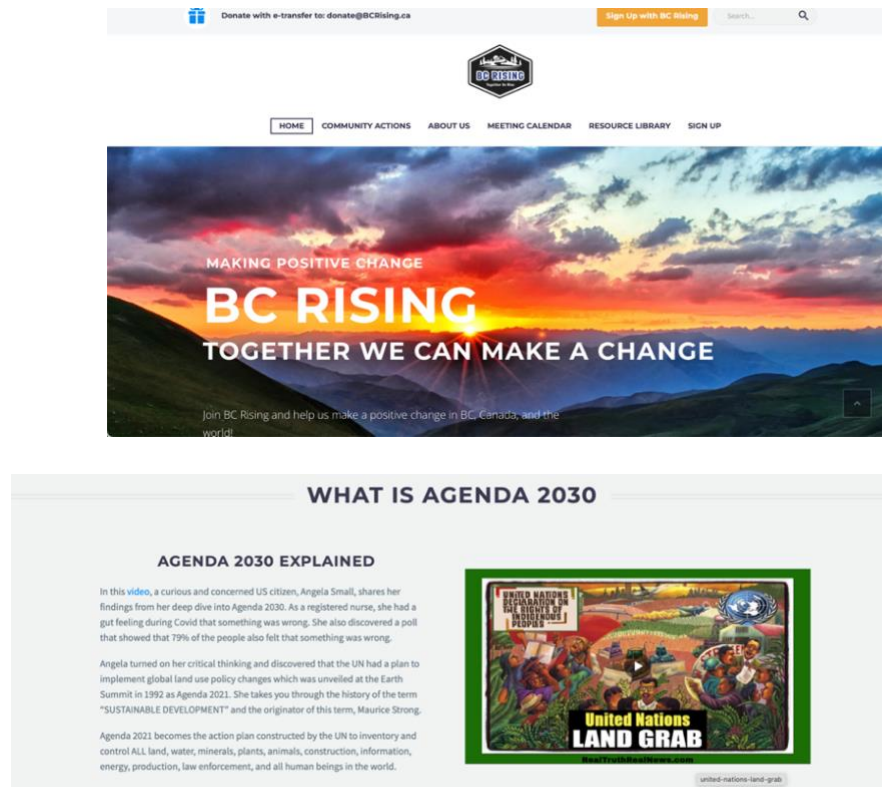 Donate with e-transfer to: donate@BCRising.ca
Sign Up with BC Rising
Search...
BC RISING
Together We Rise
HOME COMMUNITY ACTIONS ABOUT US MEETING CALENDAR RESOURCE LIBRARY SIGN UP
MAKING POSITIVE CHANGE
BC RISING
TOGETHER WE CAN MAKE A CHANGE
Join BC Rising and help us make a positive change in BC, Canada, and the
world!
WHAT IS AGENDA 2030
AGENDA 2030 EXPLAINED
In this video, a curious and concerned US citizen, Angela Small, shares her
findings from her deep dive into Agenda 2030. As a registered nurse, she had a
gut feeling during Covid that something was wrong. She also discovered a poll
that showed that 79% of the people also felt that something was wrong.
Angela turned on her critical thinking and discovered that the UN had a plan to
implement global land use policy changes which was unveiled at the Earth
Summit in 1992 as Agenda 2021. She takes you through the history of the term
"SUSTAINABLE DEVELOPMENT" and the originator of this term, Maurice Strong.
Agenda 2021 becomes the action plan constructed by the UN to inventory and
control ALL land, water, minerals, plants, animals, construction, information,
energy, production, law enforcement, and all human beings in the world.
UNITED NATIONS
DECLARATION ON
THE RIGHTS OF
INDIGENOUS
PEOPLES
United Nations
LAND GRAB
RealTruthRealNews.com
united-nations-land-grab